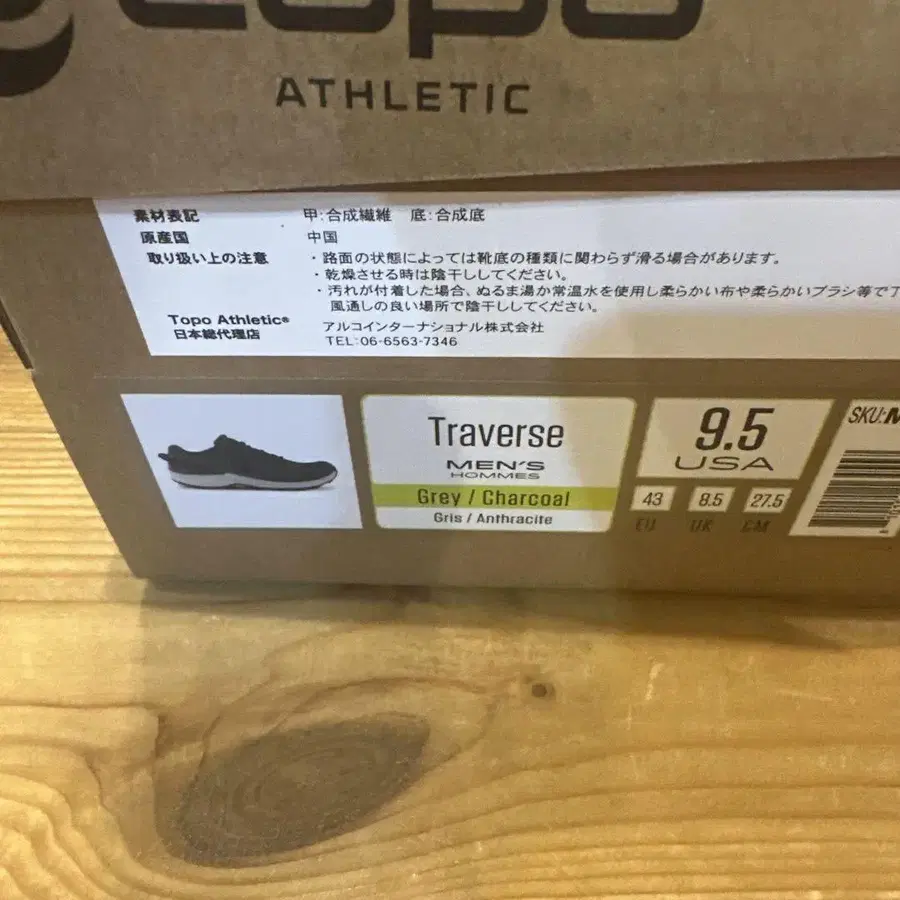 topo
ATHLETIC
素材表記 甲:合成繊維 底:合成底
原産国 中国
取り扱い上の注意 ・路面の状態によっては靴底の種類に関わらず滑る場合があります。
・乾燥させる時は陰干ししてください。
・汚れが付着した場合、ぬるま湯か常温水を使用し柔らかい布や柔らかいブラシ等で
風通しの良い場所で陰干ししてください。
Topo Athletic® アルコインターナショナル株式会社
日本総代理店 TEL:06-6563-7346
Traverse
MEN'S
HOMMES
Grey / Charcoal
Gris / Anthracite
9.5
USA
43 8.5 27.5
EU UK CM
SKU:M